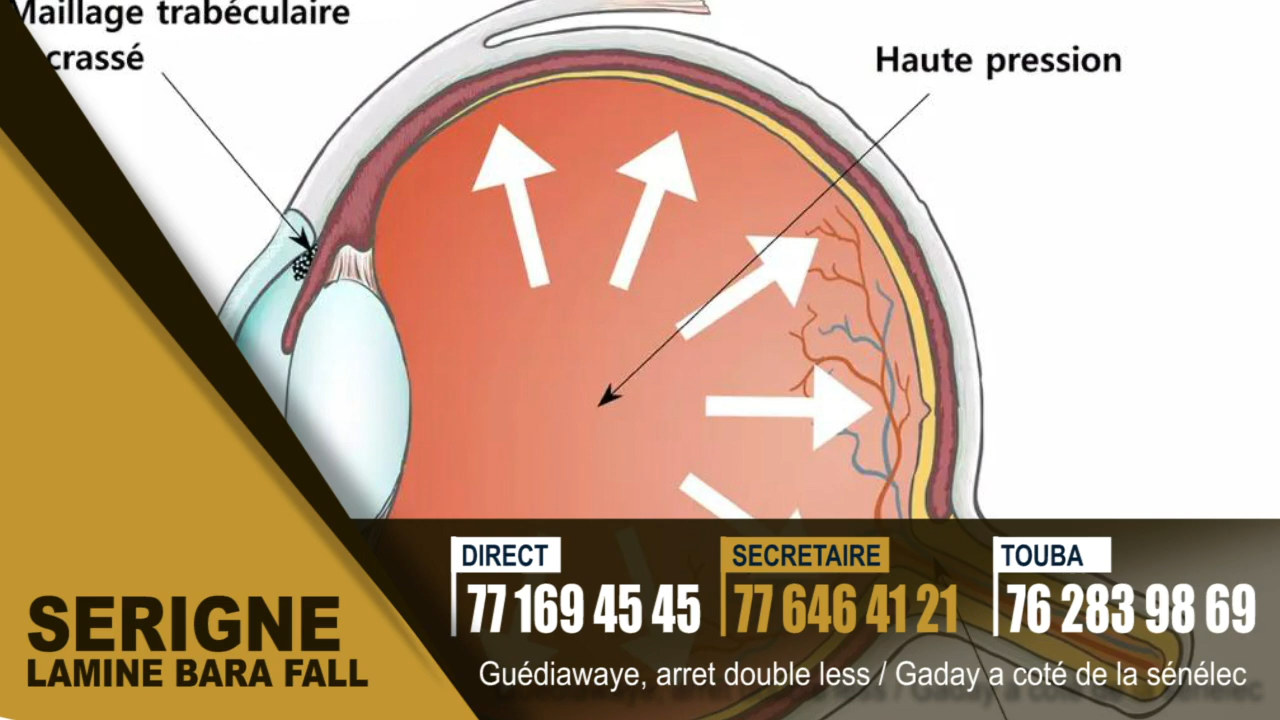 Maillage trabéculaire
crassé
Haute pression
DIRECT
77 169 45 45
SECRETAIRE
77 646 41 21
TOUBA
76 283 98 69
SERIGNE
LAMINE BARA FALL
Guédiawaye, arret double less / Gaday a coté de la sénélec